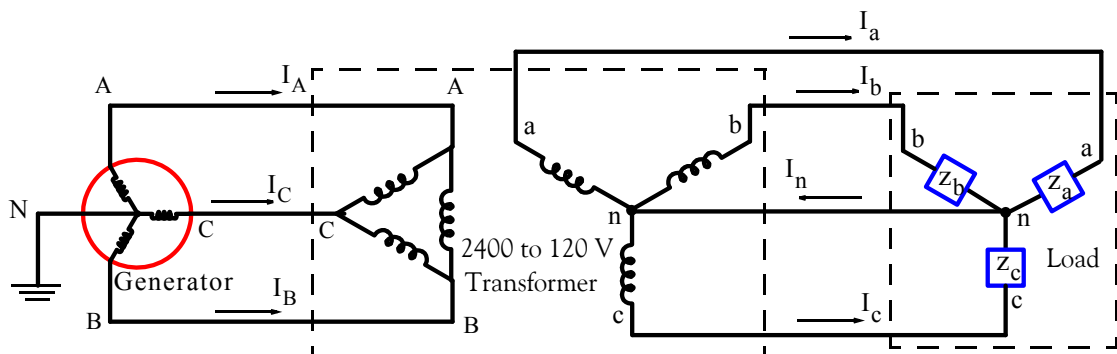 I_a
I_A
A
A
I_b
b
a
b
a
z_b
z_a
N
I_C
C
C
I_n
n
n
2400 to 120 V
Transformer
Generator
z_c
Load
I_B
B
B
c
c
I_c